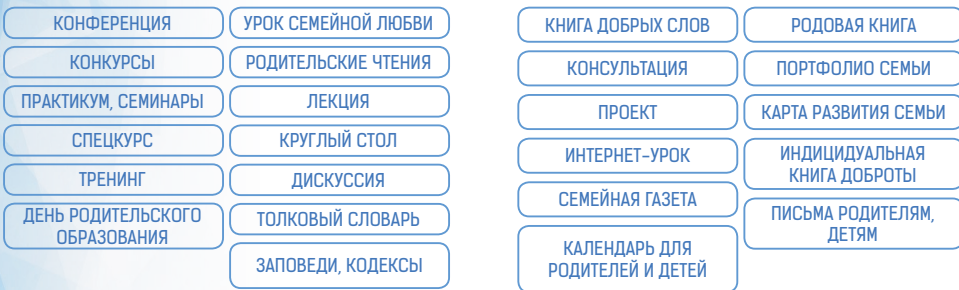 КОНФЕРЕНЦИЯ
КОНКУРСЫ
ПРАКТИКУМ, СЕМИНАРЫ
СПЕЦКУРС
ТРЕНИНГ
ДЕНЬ РОДИТЕЛЬСКОГО
ОБРАЗОВАНИЯ
УРОК СЕМЕЙНОЙ ЛЮБВИ
РОДИТЕЛЬСКИЕ ЧТЕНИЯ
ЛЕКЦИЯ
КРУГЛЫЙ СТОЛ
ДИСКУССИЯ
ТОЛКОВЫЙ СЛОВАРЬ
ЗАПОВЕДИ, КОДЕКСЫ
КНИГА ДОБРЫХ СЛОВ
КОНСУЛЬТАЦИЯ
ПРОЕКТ
ИНТЕРНЕТ-УРОК
СЕМЕЙНАЯ ГАЗЕТА
КАЛЕНДАРЬ ДЛЯ
РОДИТЕЛЕЙ И ДЕТЕЙ
РОДОВАЯ КНИГА
ПОРТФОЛИО СЕМЬИ
КАРТА РАЗВИТИЯ СЕМЬИ
ИНДИЦИДУАЛЬНАЯ
КНИГА ДОБРОТЫ
ПИСЬМА РОДИТЕЛЯМ,
ДЕТЯМ